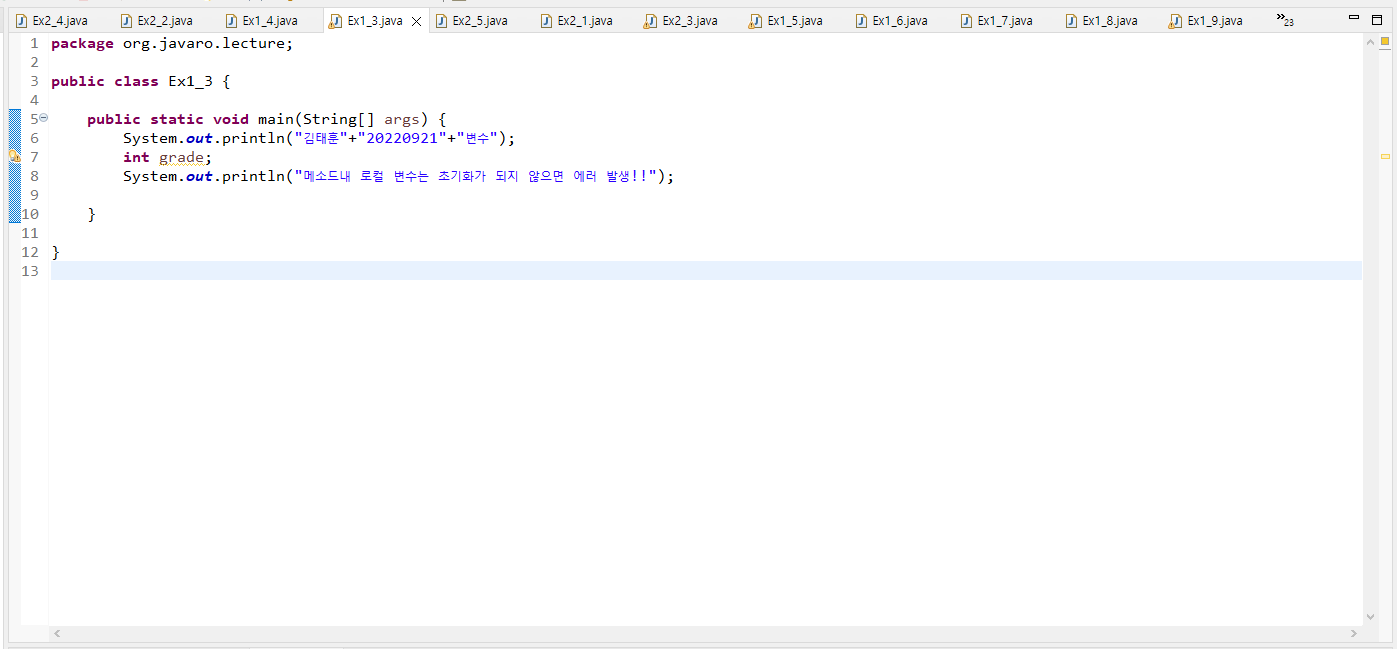 Ex2_4.java Ex2_2.java Ex1_4.java Ex1_3.java Ex2_5.java Ex2_1.java Ex2_3.java Ex1_5.java Ex1_6.java Ex1_7.java Ex1_8.java Ex1_9.java »23
1 package org.javaro.lecture;
2
3 public class Ex1_3 {
4
5 public static void main(String[] args) {
6 System.out.println("김태훈"+"20220921"+"변수");
7 int grade;
8 System.out.println("메소드내 로컬 변수는 초기화가 되지 않으면 에러 발생!!");
9
10 }
11
12 }
13